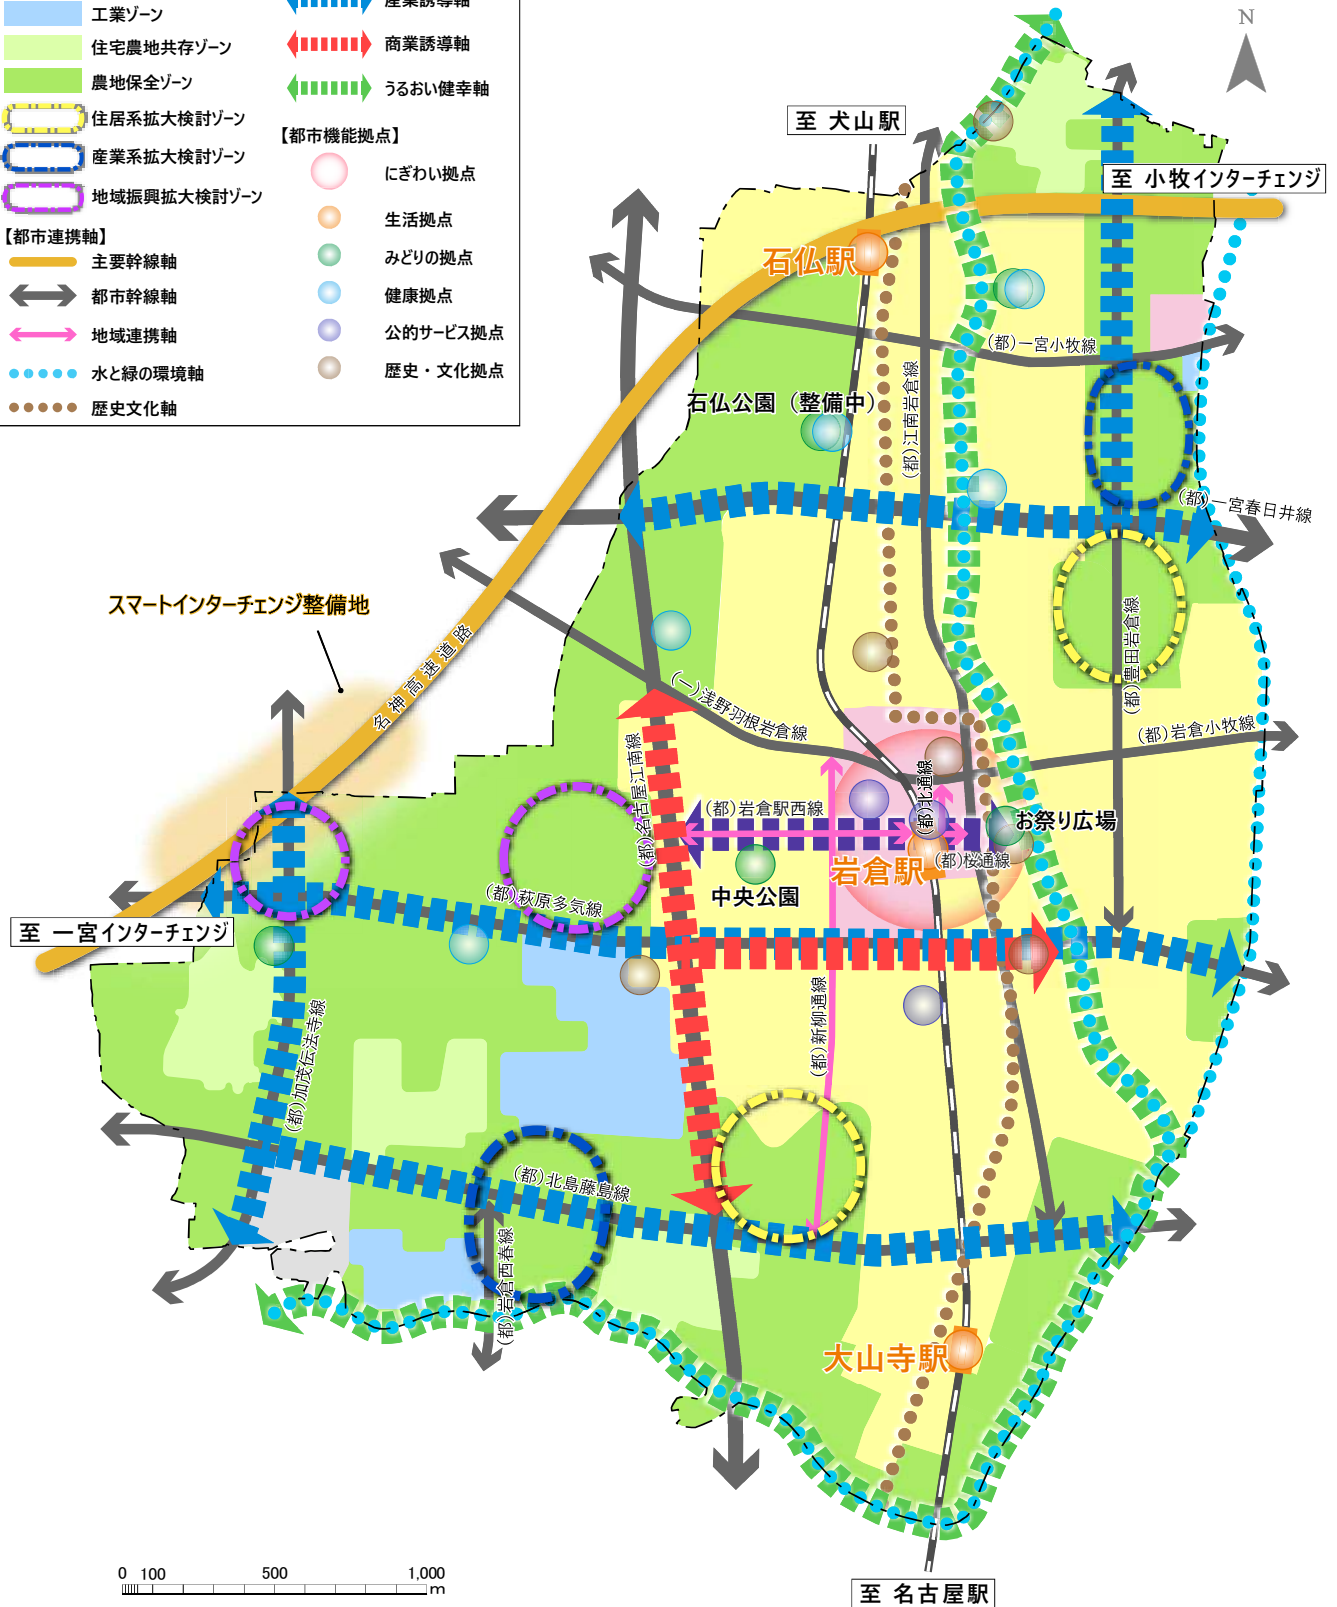 産業誘導軸
工業ゾーン
商業誘導軸
住宅農地共存ゾーン
農地保全ゾーン
うるおい健幸軸
住居系拡大検討ゾーン
【都市機能拠点】
産業系拡大検討ゾーン
にぎわい拠点
地域振興拡大検討ゾーン
生活拠点
【都市連携軸】
みどりの拠点
主要幹線軸
健康拠点
都市幹線軸
公的サービス拠点
地域連携軸
歴史・文化拠点
水と緑の環境軸
歴史文化軸
N
至 犬山駅
至 小牧インターチェンジ
石仏駅
(都)一宮小牧線
(都)江南岩倉線
石仏公園（整備中）
(都)一宮春日井線
スマートインターチェンジ整備地
名神高速道路
(都)豊田岩倉線
(一)浅野羽根岩倉線
(都)岩倉小牧線
(都)名古屋江南線
(都)北通線
(都)岩倉駅西線
お祭り広場
(都)桜通線
岩倉駅
中央公園
(都)萩原多気線
至 一宮インターチェンジ
(都)新柳通線
(都)加茂伝法寺線
(都)北島藤島線
(都)岩倉西春線
大山寺駅
0 100 500 1,000
m
至 名古屋駅